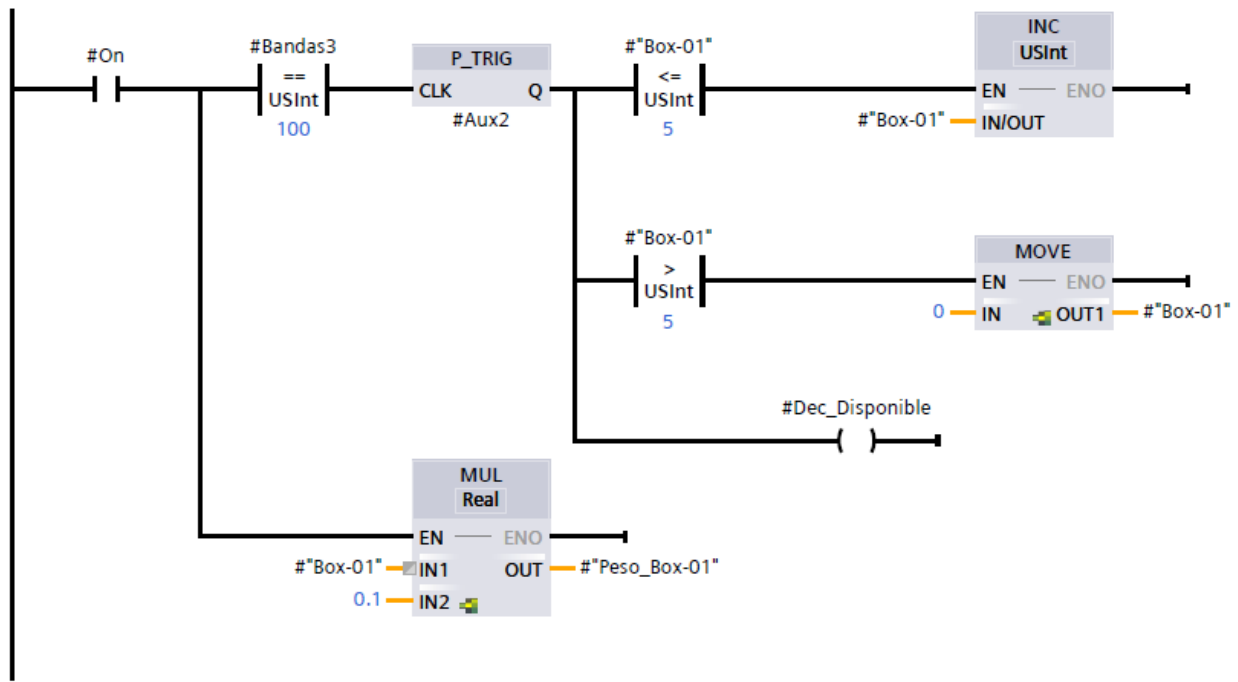 INC
USInt
#On
#Bandas3
==
USInt
100
P_TRIG
CLK Q
#Aux2
#"Box-01"
<=
USInt
5
EN ENO
#"Box-01" IN/OUT
#"Box-01"
>
USInt
5
MOVE
EN ENO
0 IN OUT1 #"Box-01"
#Dec_Disponible
MUL
Real
EN ENO
#"Box-01" IN1 OUT #"Peso_Box-01"
0.1 IN2